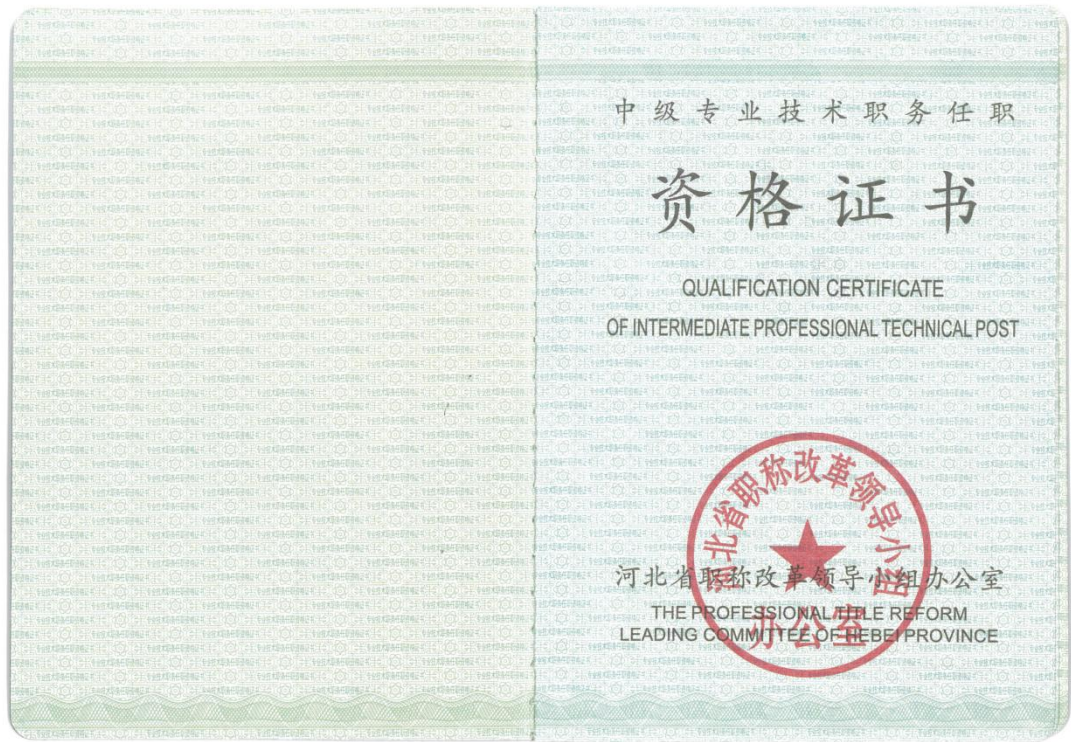 中级专业技术职务任职
资格证书
QUALIFICATION CERTIFICATE
OF INTERMEDIATE PROFESSIONAL TECHNICAL POST
河北省职称改革领导小组
办公室
河北省职称改革领导小组办公室
THE PROFESSIONAL TITLE REFORM
LEADING COMMITTEE OF HEBEI PROVINCE